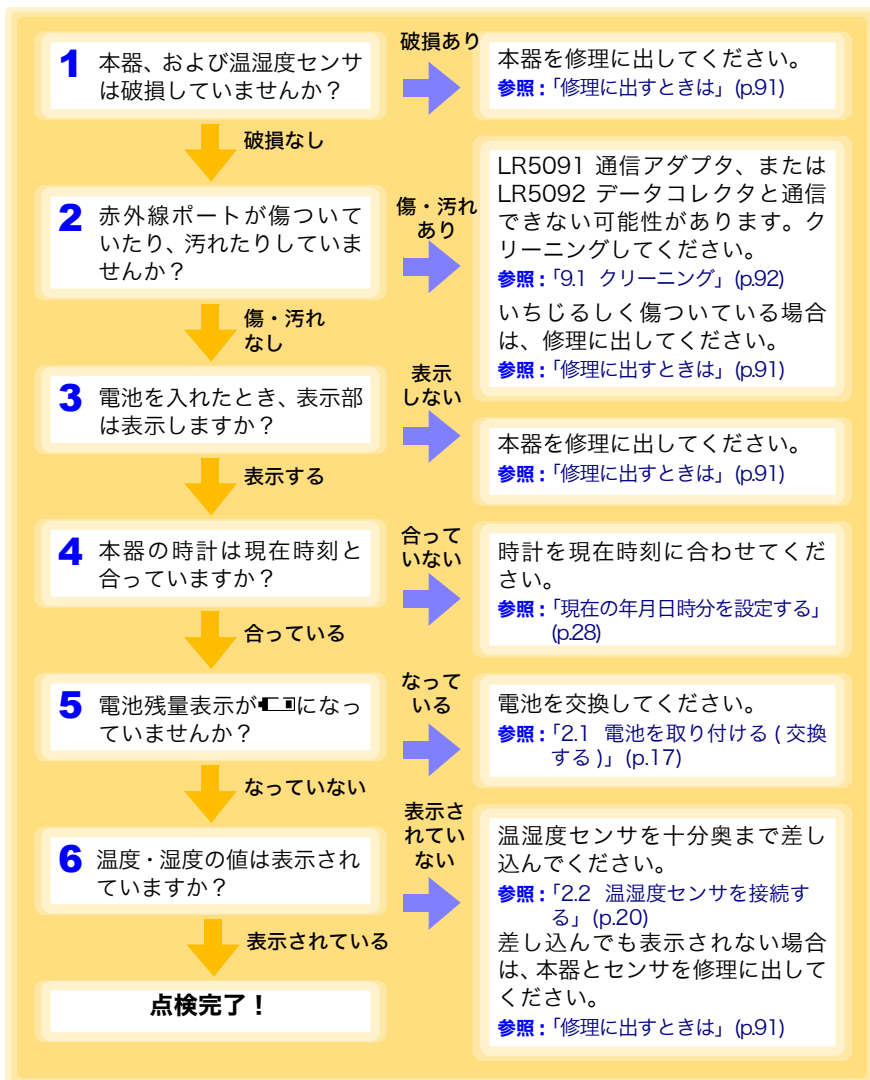 1 本器、および温湿度センサ
は破損していませんか？
破損あり
本器を修理に出してください。
参照：「修理に出すときは」(p.91)
破損なし
2 赤外線ポートが傷ついて
いたり、汚れたりしていま
せんか？
傷・汚れ
あり
LR5091 通信アダプタ、または
LR5092 データコレクタと通信
できない可能性があります。ク
リーニングしてください。
参照：「9.1 クリーニング」(p.92)
いちじるしく傷ついている場合
は、修理に出してください。
参照：「修理に出すときは」(p.91)
傷・汚れ
なし
3 電池を入れたとき、表示部
は表示しますか？
表示
しない
本器を修理に出してください。
参照：「修理に出すときは」(p.91)
表示する
4 本器の時計は現在時刻と
合っていますか？
合って
いない
時計を現在時刻に合わせてくだ
さい。
参照：「現在の年月日時分を設定する」
(p.28)
合っている
5 電池残量表示がになっ
ていませんか？
なって
いる
電池を交換してください。
参照：「2.1 電池を取り付ける ( 交換
する )」(p.17)
なっていない
6 温度・湿度の値は表示され
ていますか？
表示さ
れてい
ない
温湿度センサを十分奥まで差し
込んでください。
参照：「2.2 温湿度センサを接続す
る」(p.20)
差し込んでも表示されない場合
は、本器とセンサを修理に出して
ください。
参照：「修理に出すときは」(p.91)
表示されている
点検完了！